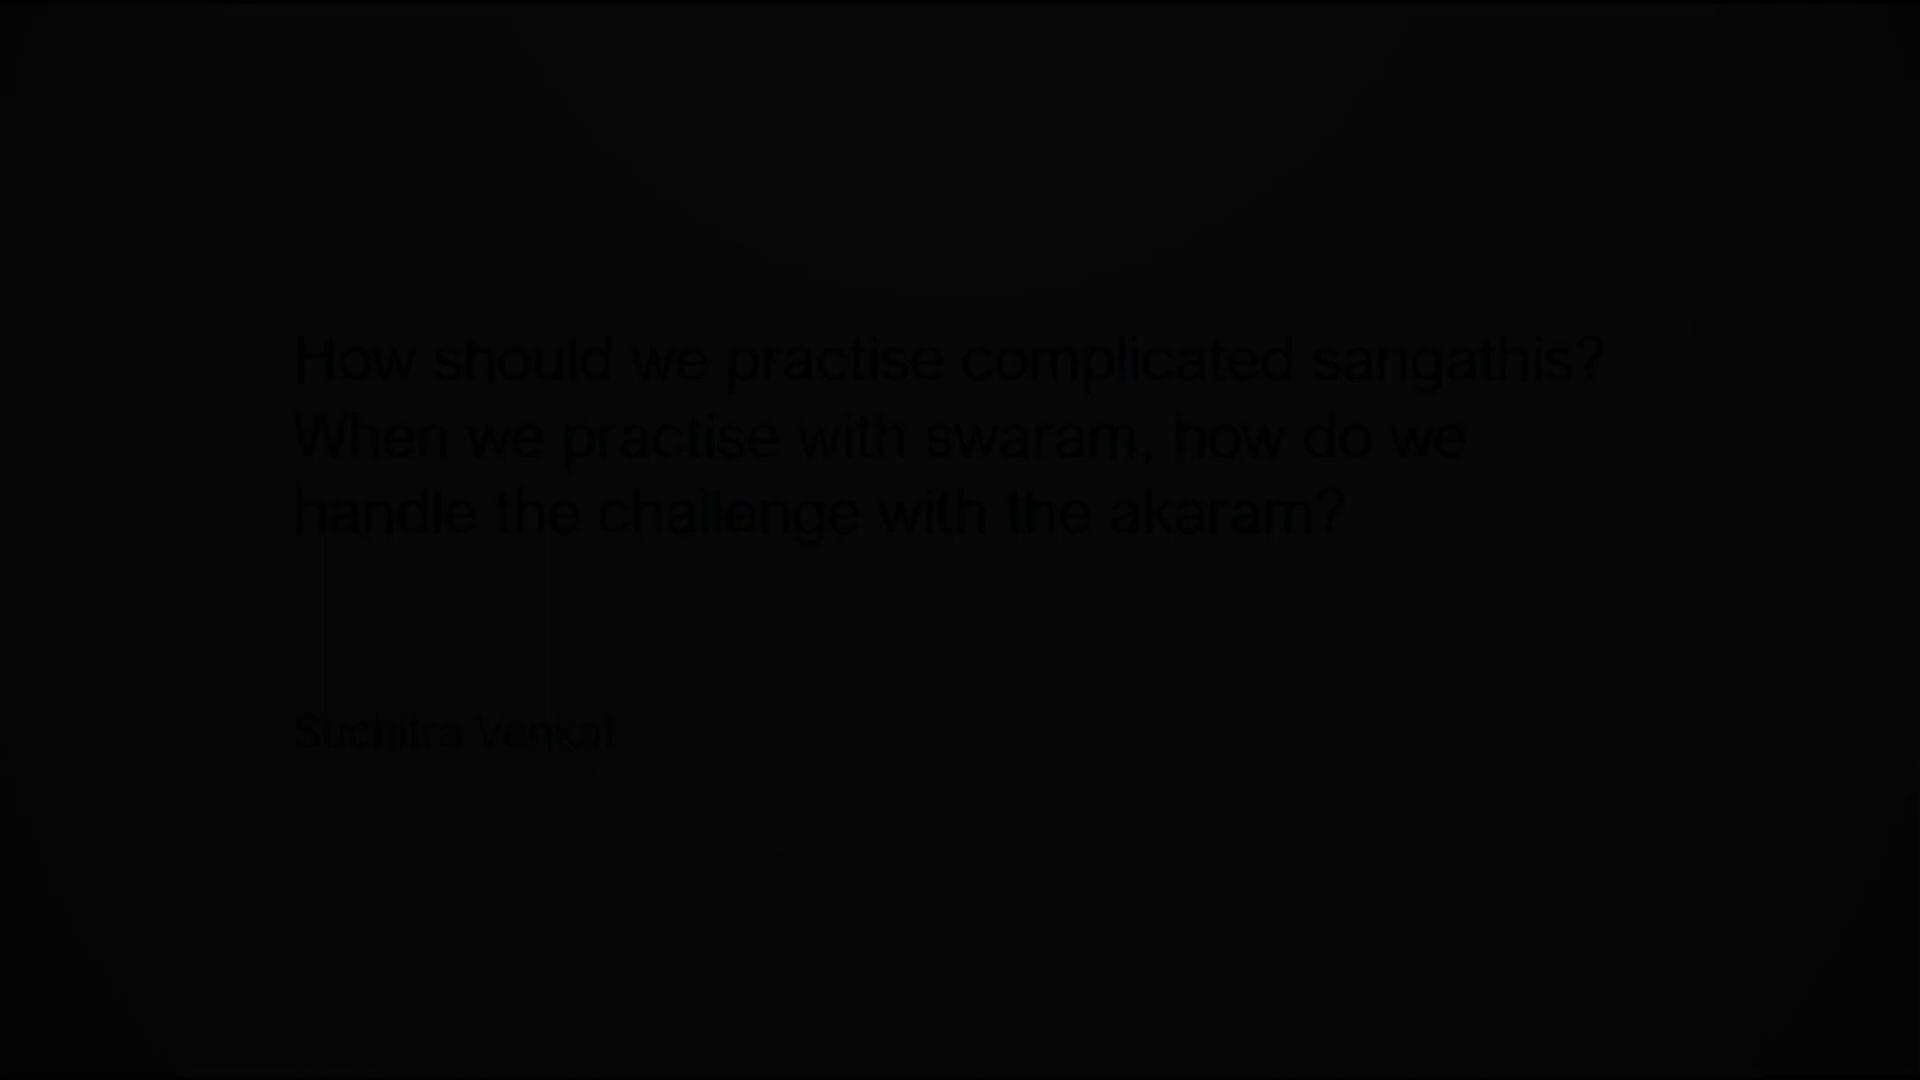 How should we practise complicated sangathis?
When we practise with swaram, how do we
handle the challenge with the akaram?
Suchitra Venkat